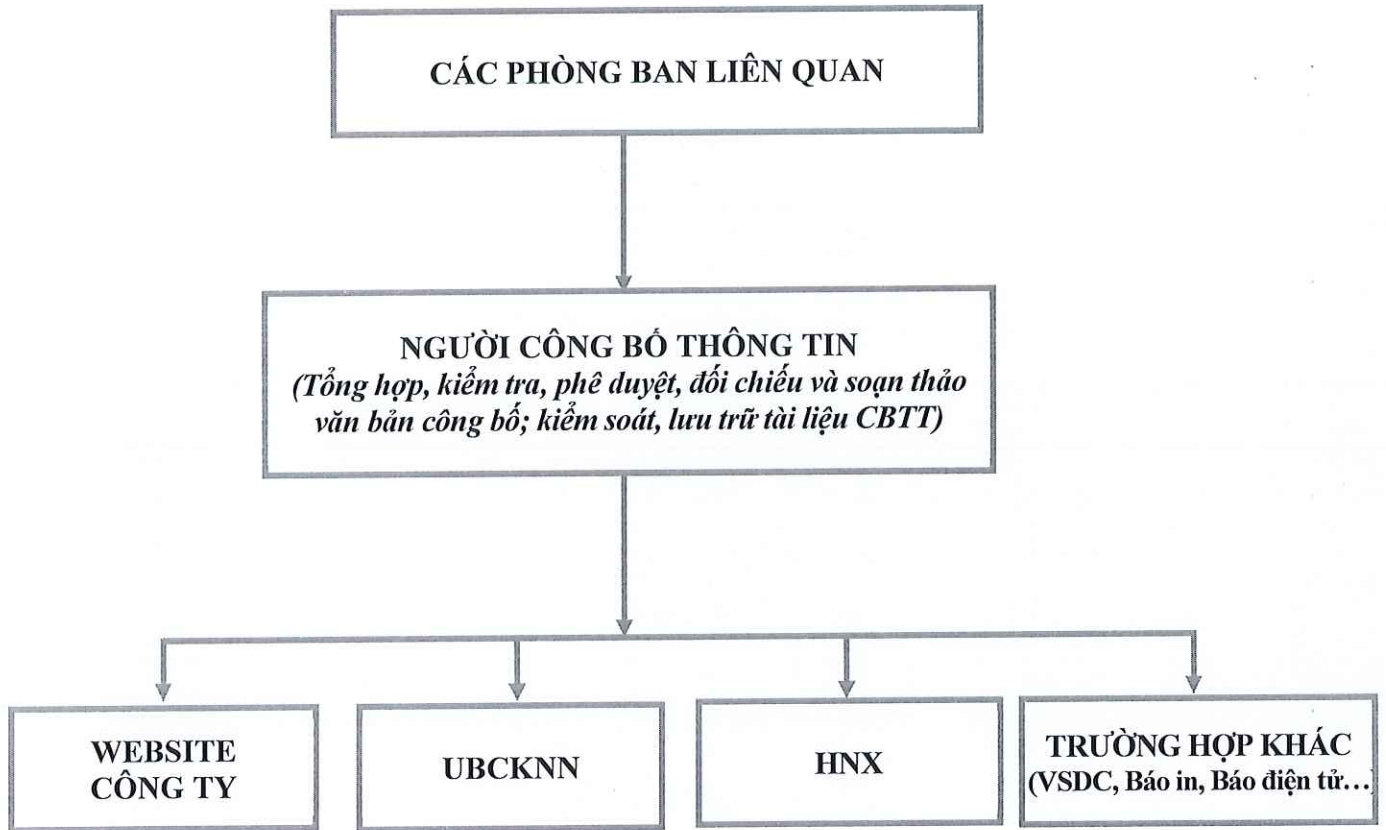 CÁC PHÒNG BAN LIÊN QUAN
NGƯỜI CÔNG BỐ THÔNG TIN
(Tổng hợp, kiểm tra, phê duyệt, đối chiếu và soạn thảo
văn bản công bố; kiểm soát, lưu trữ tài liệu CBTT)
WEBSITE
CÔNG TY
UBCKNN
HNX
TRƯỜNG HỢP KHÁC
(VSDC, Báo in, Báo điện tử…)